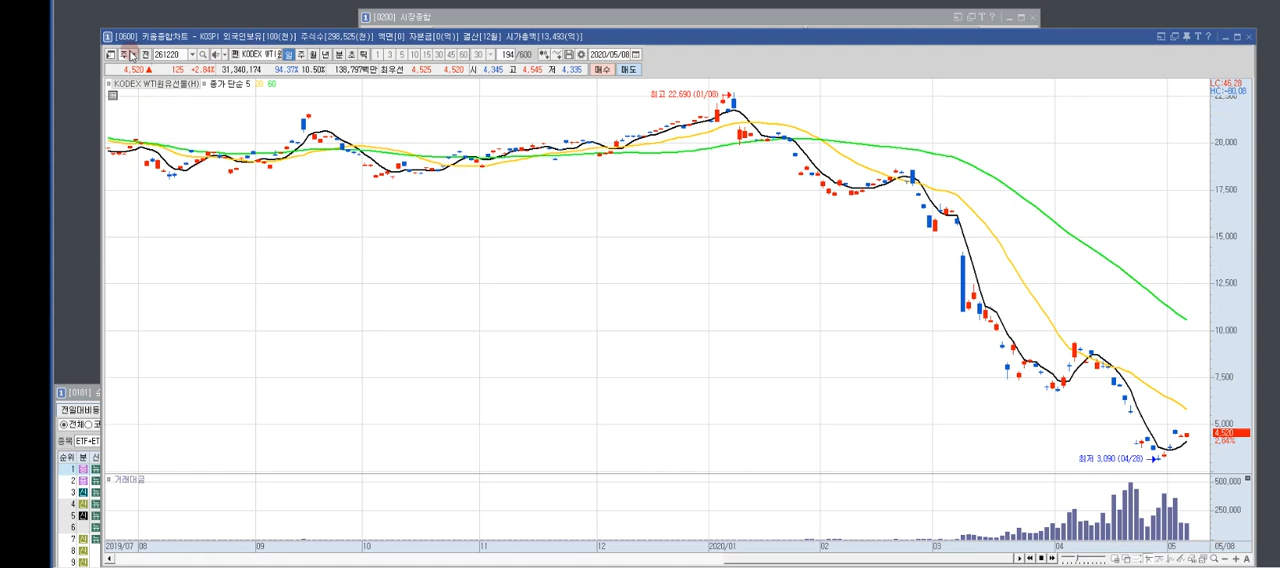 [0200] 시장종합
[0600] 키움종합차트 - KOSPI 외국인보유[100(천)] 주식수[298,525(천)] 액면[0] 자본금[0(억)] 결산[12월] 시가총액[13,493(억)]
주 전 261220 KODEX WTI원 일 주 월 년 분 초 틱 1 3 5 10 15 30 45 60 30 194 /600 2020/05/08
4,520 ▲ 125 +2.84% 31,340,174 94.37% 10.50% 138,797백만 최우선 4,525 4,520 시 4,345 고 4,545 저 4,335 매수 매도
KODEX WTI원유선물(H) 종가 단순 5 20 60
LC:46.28
HC:-80.08
최고 22,690 (01/08)
22,500
20,000
17,500
15,000
12,500
10,000
7,500
5,000
4,520
2.84%
최저 3,090 (04/28)
거래대금
500,000
250,000
2019/07 08 09 10 11 12 2020/01 02 03 04 05 05/08
[0181]
전일대비등
전체
종목 ETF+ET
순위 분 신
1
2
3
4
5
6
7
8
9